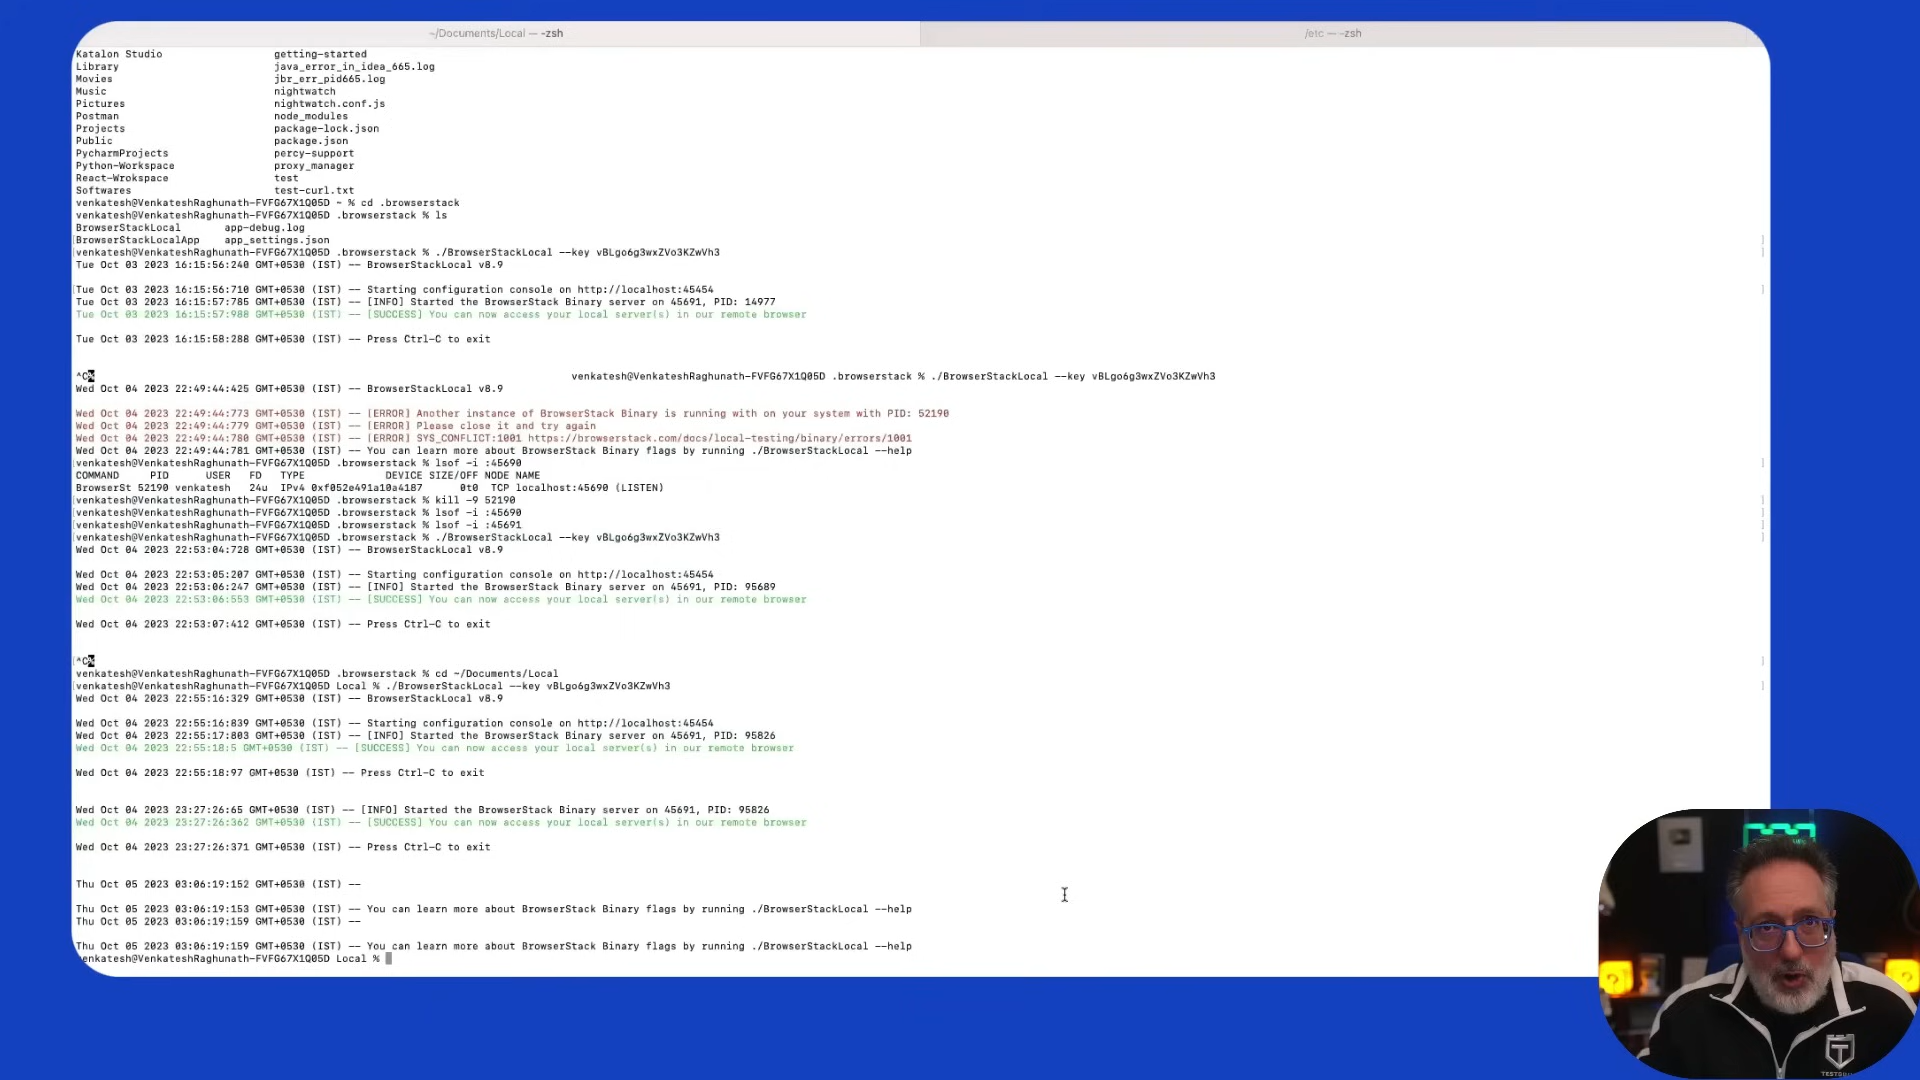 ~/Documents/Local — -zsh
/etc — -zsh
Katalon Studio getting-started
Library java_error_in_idea_665.log
Movies jbr_err_pid665.log
Music nightwatch
Pictures nightwatch.conf.js
Postman node_modules
Projects package-lock.json
Public package.json
PycharmProjects percy-support
Python-Workspace proxy_manager
React-Wrokspace test
Softwares test-curl.txt
venkatesh@VenkateshRaghunath-FVFG67X1Q05D ~ % cd .browserstack
venkatesh@VenkateshRaghunath-FVFG67X1Q05D .browserstack % ls
BrowserStackLocal app-debug.log
BrowserStackLocalApp app_settings.json
venkatesh@VenkateshRaghunath-FVFG67X1Q05D .browserstack % ./BrowserStackLocal --key vBLgo6g3wxZVo3KZwVh3
Tue Oct 03 2023 16:15:56:240 GMT+0530 (IST) -- BrowserStackLocal v8.9
Tue Oct 03 2023 16:15:56:710 GMT+0530 (IST) -- Starting configuration console on http://localhost:45454
Tue Oct 03 2023 16:15:57:785 GMT+0530 (IST) -- [INFO] Started the BrowserStack Binary server on 45691, PID: 14977
Tue Oct 03 2023 16:15:57:988 GMT+0530 (IST) -- [SUCCESS] You can now access your local server(s) in our remote browser
Tue Oct 03 2023 16:15:58:288 GMT+0530 (IST) -- Press Ctrl-C to exit
^C% venkatesh@VenkateshRaghunath-FVFG67X1Q05D .browserstack % ./BrowserStackLocal --key vBLgo6g3wxZVo3KZwVh3
Wed Oct 04 2023 22:49:44:425 GMT+0530 (IST) -- BrowserStackLocal v8.9
Wed Oct 04 2023 22:49:44:773 GMT+0530 (IST) -- [ERROR] Another instance of BrowserStack Binary is running with on your system with PID: 52190
Wed Oct 04 2023 22:49:44:779 GMT+0530 (IST) -- [ERROR] Please close it and try again
Wed Oct 04 2023 22:49:44:780 GMT+0530 (IST) -- [ERROR] SYS_CONFLICT:1001 https://browserstack.com/docs/local-testing/binary/errors/1001
Wed Oct 04 2023 22:49:44:781 GMT+0530 (IST) -- You can learn more about BrowserStack Binary flags by running ./BrowserStackLocal --help
venkatesh@VenkateshRaghunath-FVFG67X1Q05D .browserstack % lsof -i :45690
COMMAND PID USER FD TYPE DEVICE SIZE/OFF NODE NAME
BrowserSt 52190 venkatesh 24u IPv4 0xf052e491a10a4187 0t0 TCP localhost:45690 (LISTEN)
venkatesh@VenkateshRaghunath-FVFG67X1Q05D .browserstack % kill -9 52190
venkatesh@VenkateshRaghunath-FVFG67X1Q05D .browserstack % lsof -i :45690
venkatesh@VenkateshRaghunath-FVFG67X1Q05D .browserstack % lsof -i :45691
venkatesh@VenkateshRaghunath-FVFG67X1Q05D .browserstack % ./BrowserStackLocal --key vBLgo6g3wxZVo3KZwVh3
Wed Oct 04 2023 22:53:04:728 GMT+0530 (IST) -- BrowserStackLocal v8.9
Wed Oct 04 2023 22:53:05:207 GMT+0530 (IST) -- Starting configuration console on http://localhost:45454
Wed Oct 04 2023 22:53:06:247 GMT+0530 (IST) -- [INFO] Started the BrowserStack Binary server on 45691, PID: 95689
Wed Oct 04 2023 22:53:06:553 GMT+0530 (IST) -- [SUCCESS] You can now access your local server(s) in our remote browser
Wed Oct 04 2023 22:53:07:412 GMT+0530 (IST) -- Press Ctrl-C to exit
^C%
venkatesh@VenkateshRaghunath-FVFG67X1Q05D .browserstack % cd ~/Documents/Local
venkatesh@VenkateshRaghunath-FVFG67X1Q05D Local % ./BrowserStackLocal --key vBLgo6g3wxZVo3KZwVh3
Wed Oct 04 2023 22:55:16:329 GMT+0530 (IST) -- BrowserStackLocal v8.9
Wed Oct 04 2023 22:55:16:839 GMT+0530 (IST) -- Starting configuration console on http://localhost:45454
Wed Oct 04 2023 22:55:17:803 GMT+0530 (IST) -- [INFO] Started the BrowserStack Binary server on 45691, PID: 95826
Wed Oct 04 2023 22:55:18:5 GMT+0530 (IST) -- [SUCCESS] You can now access your local server(s) in our remote browser
Wed Oct 04 2023 22:55:18:97 GMT+0530 (IST) -- Press Ctrl-C to exit
Wed Oct 04 2023 23:27:26:65 GMT+0530 (IST) -- [INFO] Started the BrowserStack Binary server on 45691, PID: 95826
Wed Oct 04 2023 23:27:26:362 GMT+0530 (IST) -- [SUCCESS] You can now access your local server(s) in our remote browser
Wed Oct 04 2023 23:27:26:371 GMT+0530 (IST) -- Press Ctrl-C to exit
Thu Oct 05 2023 03:06:19:152 GMT+0530 (IST) --
Thu Oct 05 2023 03:06:19:153 GMT+0530 (IST) -- You can learn more about BrowserStack Binary flags by running ./BrowserStackLocal --help
Thu Oct 05 2023 03:06:19:159 GMT+0530 (IST) --
Thu Oct 05 2023 03:06:19:159 GMT+0530 (IST) -- You can learn more about BrowserStack Binary flags by running ./BrowserStackLocal --help
enkatesh@VenkateshRaghunath-FVFG67X1Q05D Local %